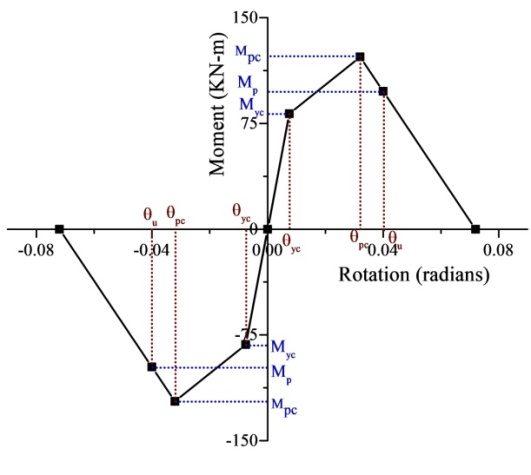 150
Moment (KN-m)
Mpc
Mp
75
Myc
θu θpc θyc
-0.08 -0.04 0 0.00 0.04 0.08
θyc θpc θu
Rotation (radians)
-75
Myc
Mp
Mpc
-150